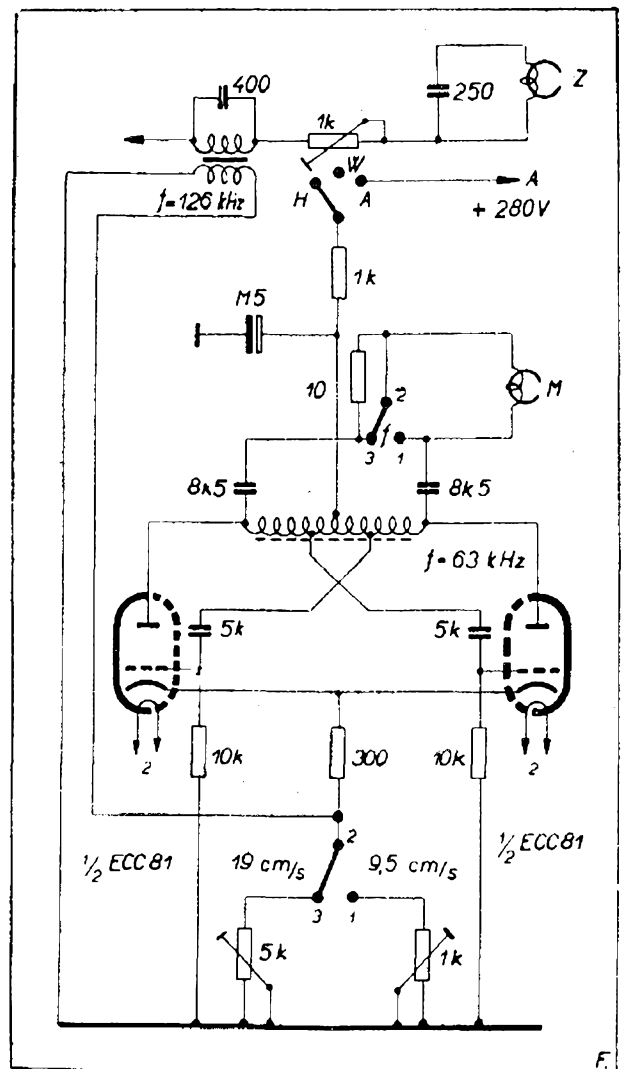 400
250
Z
1k
W
H
A
A
f=126 kHz
+ 280V
1k
M5
10
2
M
f
3
1
8k5
8k5
f=63 kHz
5k
5k
2
10k
300
10k
2
1/2 ECC81
2
19 cm/s
9,5 cm/s
1/2 ECC81
3
1
5k
1k
F.